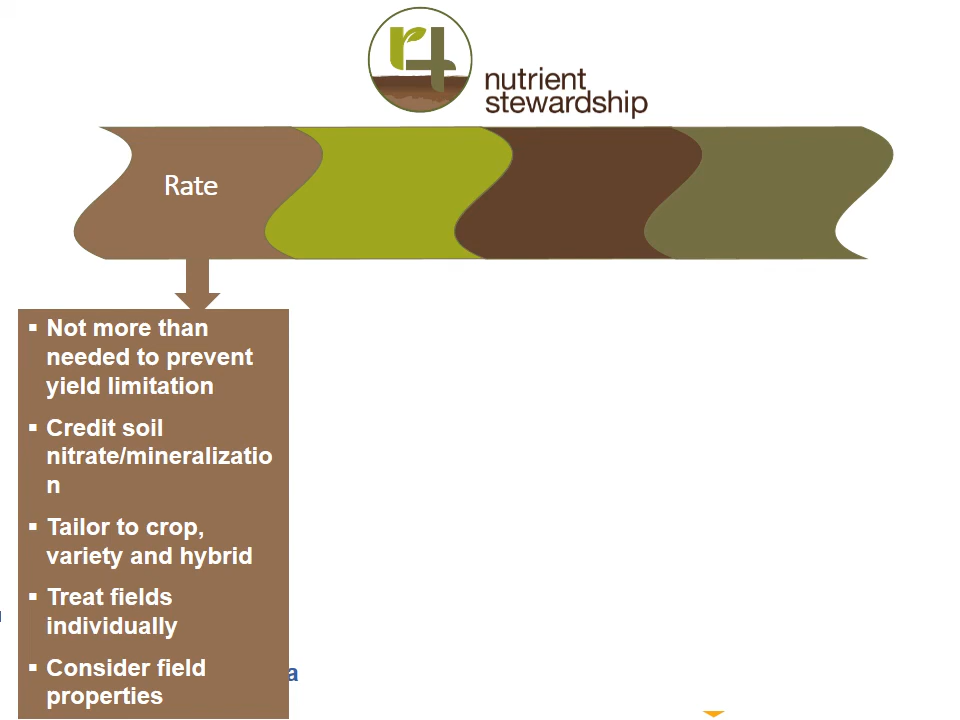 r4
nutrient
stewardship
Rate
▪ Not more than
needed to prevent
yield limitation
▪ Credit soil
nitrate/mineralizatio
n
▪ Tailor to crop,
variety and hybrid
▪ Treat fields
individually
▪ Consider field
properties
a